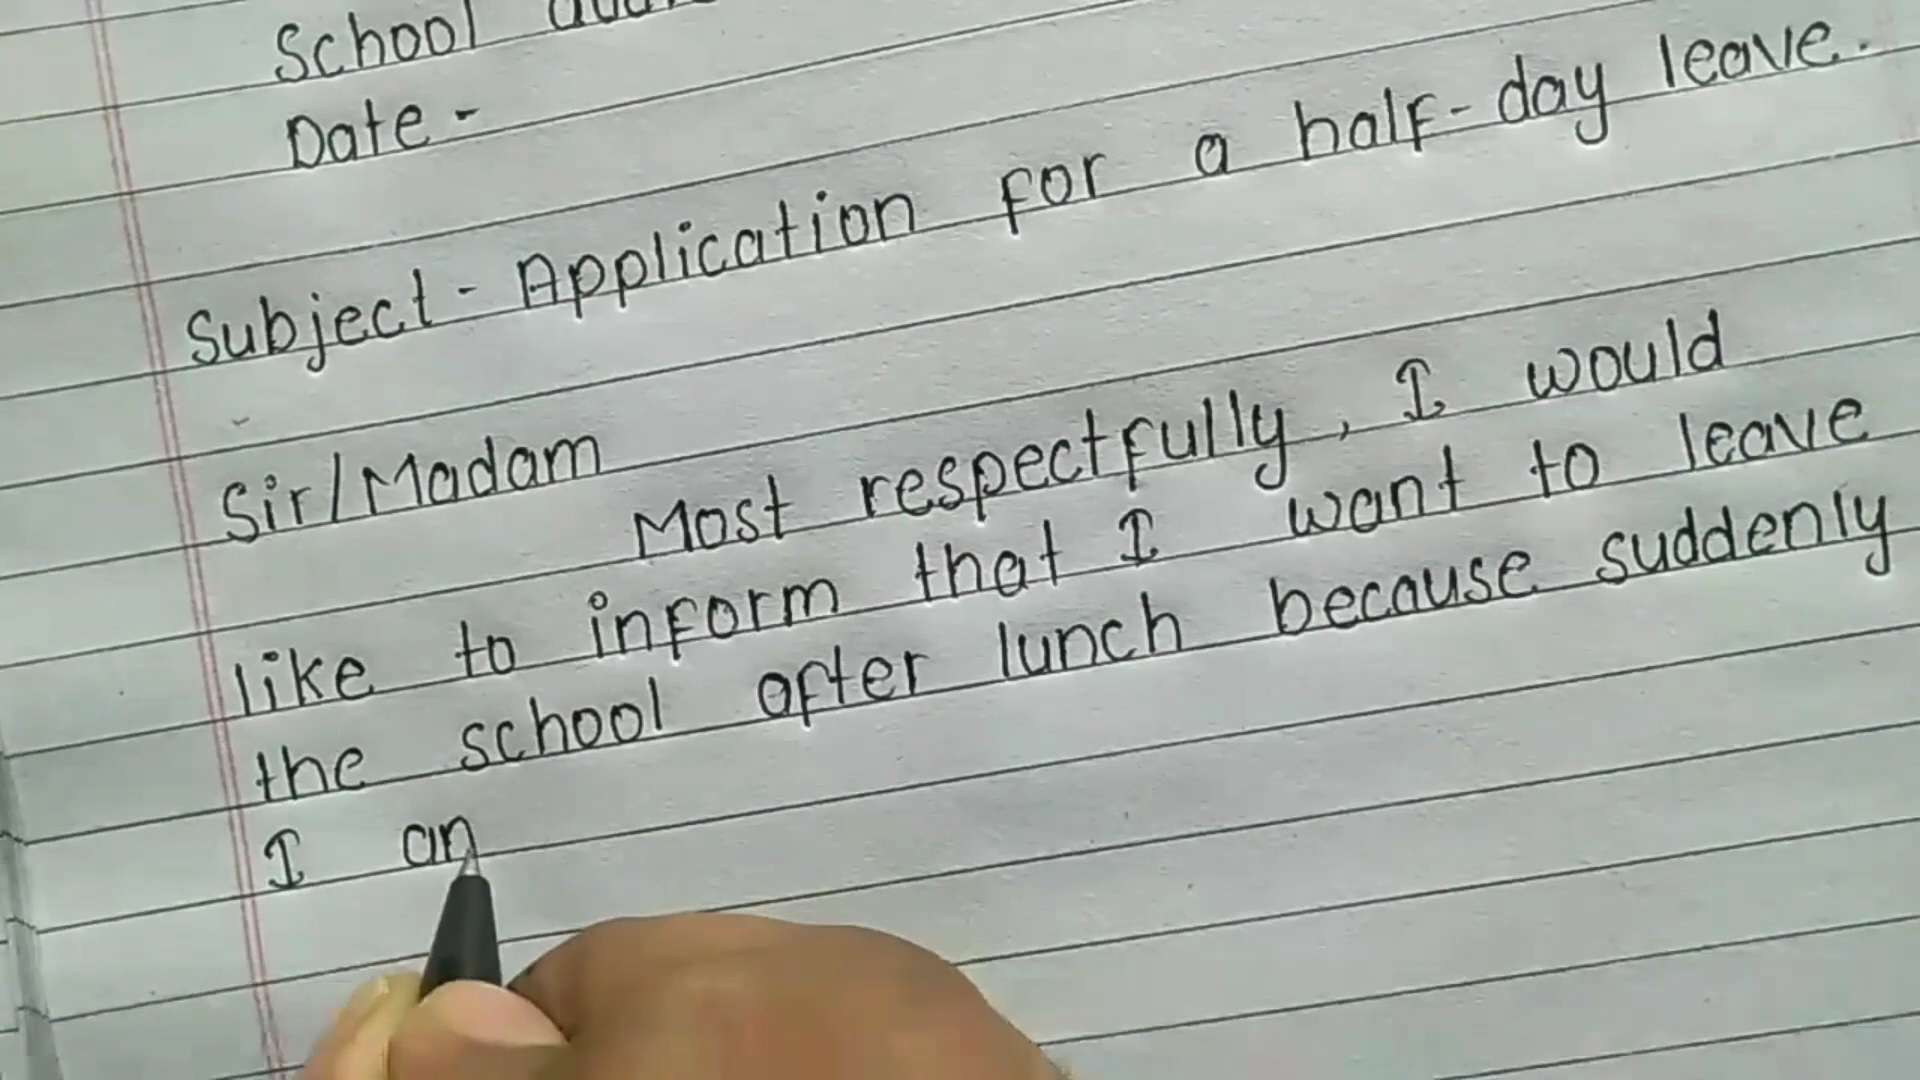 School
Date -
Subject - Application for a half-day leave.
Sir/Madam
Most respectfully, I would
like to inform that I want to leave
the school after lunch because suddenly
I an